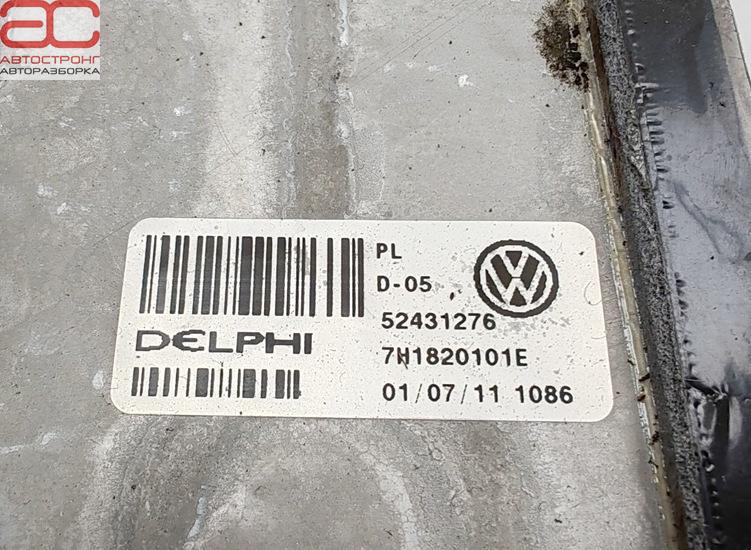 АС
АВТОСТРОНГ
АВТОРАЗБОРКА
PL
D-05
52431276
DELPHI
7H1820101E
01/07/11 1086